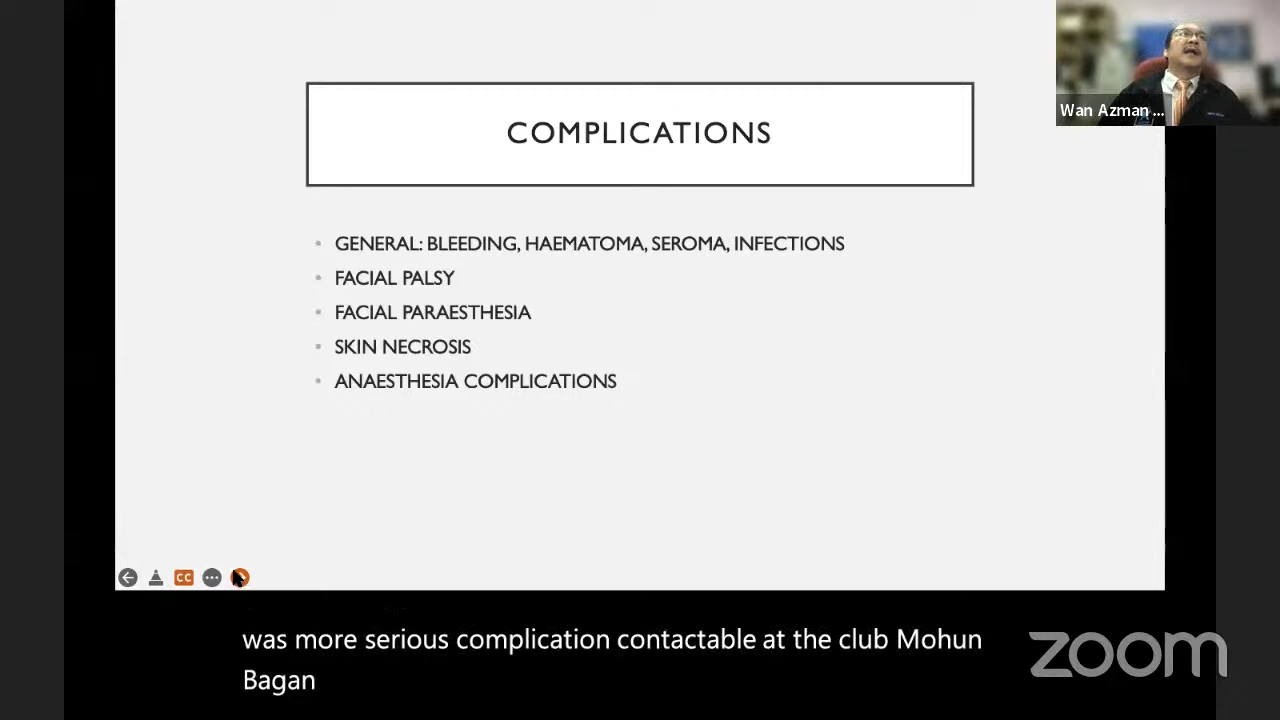 COMPLICATIONS
Wan Azman ...
• GENERAL: BLEEDING, HAEMATOMA, SEROMA, INFECTIONS
• FACIAL PALSY
• FACIAL PARAESTHESIA
• SKIN NECROSIS
• ANAESTHESIA COMPLICATIONS
CC
was more serious complication contactable at the club Mohun
Bagan
zoom